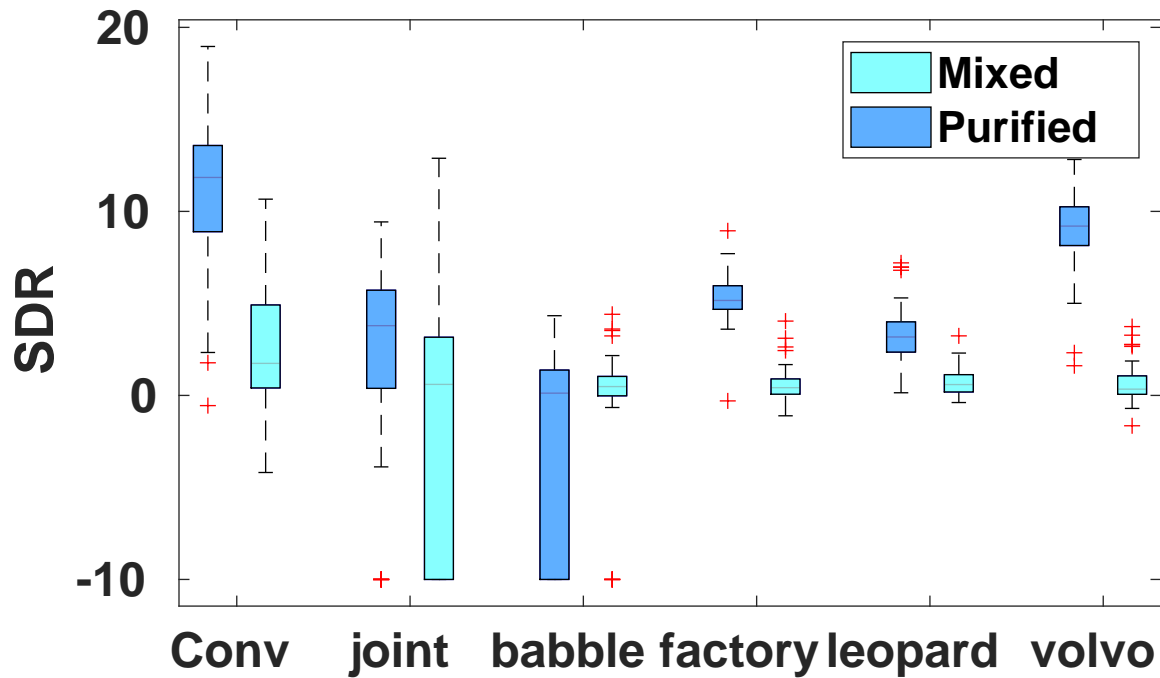 SDR
20
10
0
-10
Mixed
Purified
Conv joint babble factory leopard volvo